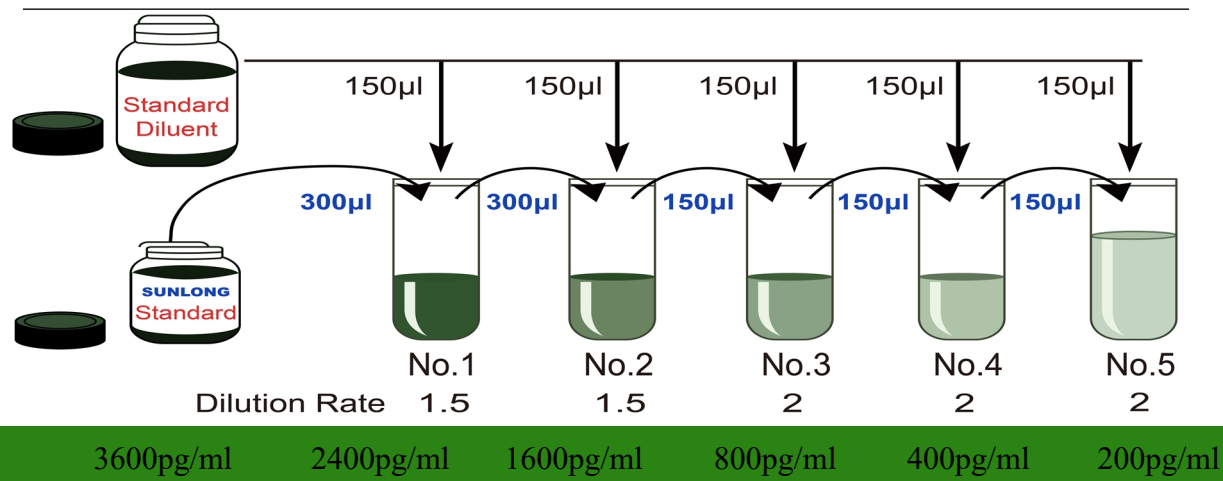 150µl 150µl 150µl 150µl 150µl
Standard
Diluent
300µl 300µl 150µl 150µl 150µl
SUNLONG
Standard
No.1 No.2 No.3 No.4 No.5
Dilution Rate 1.5 1.5 2 2 2
3600pg/ml 2400pg/ml 1600pg/ml 800pg/ml 400pg/ml 200pg/ml